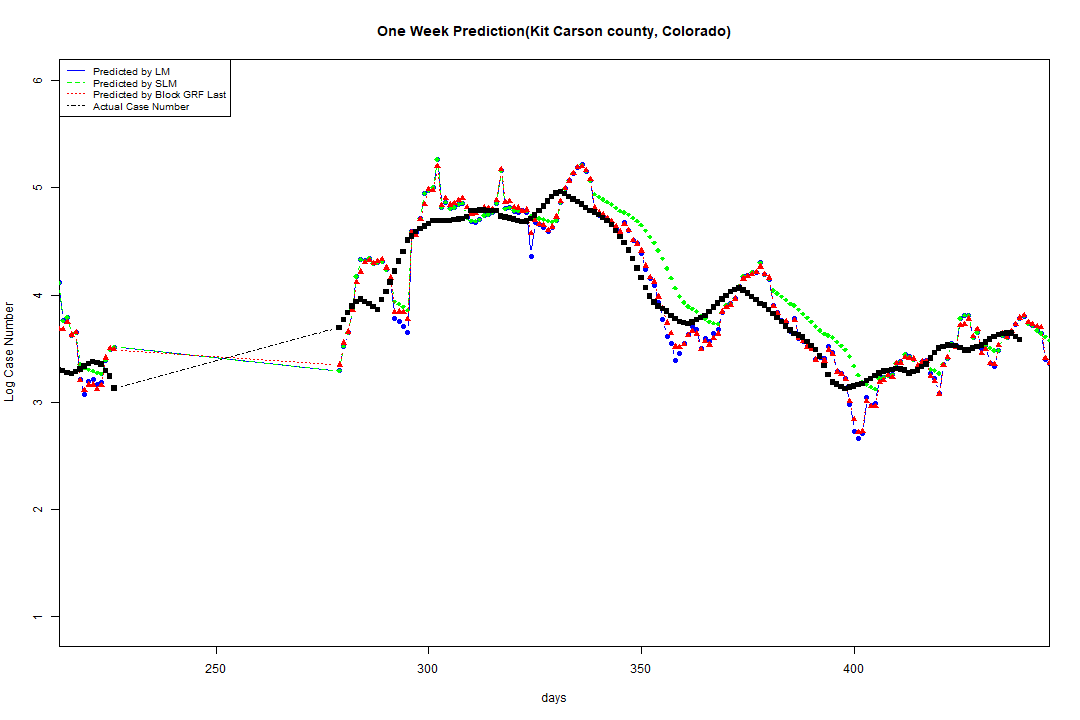 One Week Prediction(Kit Carson county, Colorado)
Predicted by LM
Predicted by SLM
Predicted by Block GRF Last
Actual Case Number
6
5
4
3
2
1
Log Case Number
250 300 350 400
days